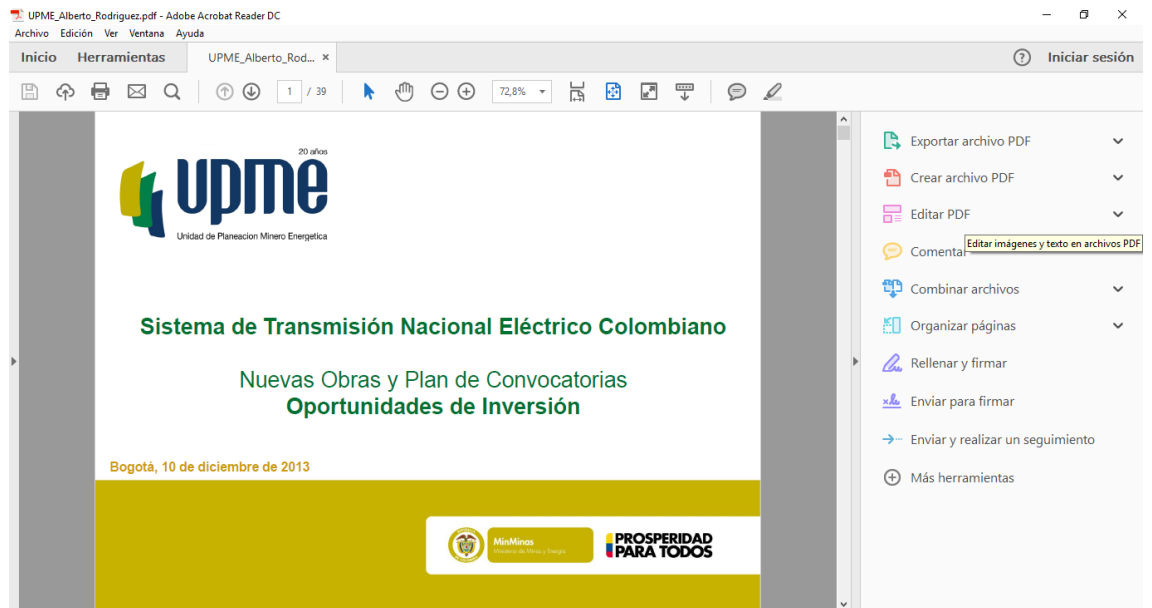 UPME_Alberto_Rodriguez.pdf - Adobe Acrobat Reader DC
Archivo Edición Ver Ventana Ayuda
Inicio Herramientas UPME_Alberto_Rod... × Iniciar sesión
1 / 39 72,8%
20 años
upme
Unidad de Planeacion Minero Energetica
Sistema de Transmisión Nacional Eléctrico Colombiano
Nuevas Obras y Plan de Convocatorias
Oportunidades de Inversión
Bogotá, 10 de diciembre de 2013
MinMinas
Ministerio de Minas y Energía
PROSPERIDAD
PARA TODOS
Exportar archivo PDF
Crear archivo PDF
Editar PDF
Editar imágenes y texto en archivos PDF
Comentar
Combinar archivos
Organizar páginas
Rellenar y firmar
Enviar para firmar
Enviar y realizar un seguimiento
Más herramientas